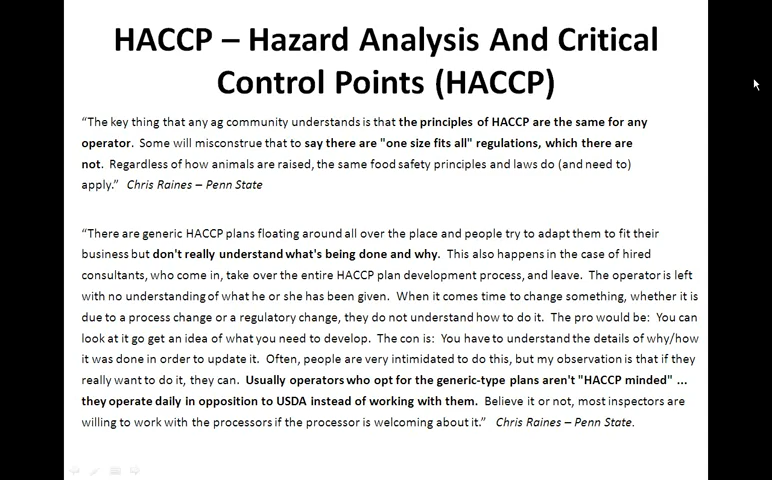 HACCP – Hazard Analysis And Critical
Control Points (HACCP)
“The key thing that any ag community understands is that the principles of HACCP are the same for any
operator. Some will misconstrue that to say there are "one size fits all" regulations, which there are
not. Regardless of how animals are raised, the same food safety principles and laws do (and need to)
apply.” Chris Raines – Penn State
“There are generic HACCP plans floating around all over the place and people try to adapt them to fit their
business but don't really understand what's being done and why. This also happens in the case of hired
consultants, who come in, take over the entire HACCP plan development process, and leave. The operator is left
with no understanding of what he or she has been given. When it comes time to change something, whether it is
due to a process change or a regulatory change, they do not understand how to do it. The pro would be: You can
look at it go get an idea of what you need to develop. The con is: You have to understand the details of why/how
it was done in order to update it. Often, people are very intimidated to do this, but my observation is that if they
really want to do it, they can. Usually operators who opt for the generic-type plans aren't "HACCP minded" ...
they operate daily in opposition to USDA instead of working with them. Believe it or not, most inspectors are
willing to work with the processors if the processor is welcoming about it.” Chris Raines – Penn State.